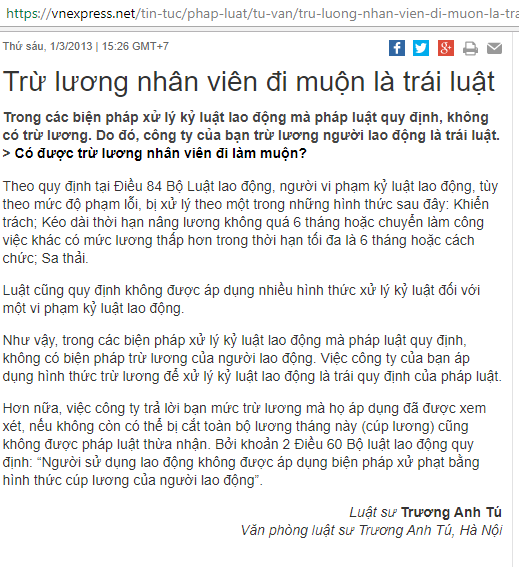 https://vnexpress.net/tin-tuc/phap-luat/tu-van/tru-luong-nhan-vien-di-muon-la-tra
Thứ sáu, 1/3/2013 | 15:26 GMT+7
Trừ lương nhân viên đi muộn là trái luật
Trong các biện pháp xử lý kỷ luật lao động mà pháp luật quy định, không
có trừ lương. Do đó, công ty của bạn trừ lương người lao động là trái luật.
> Có được trừ lương nhân viên đi làm muộn?
Theo quy định tại Điều 84 Bộ Luật lao động, người vi phạm kỷ luật lao động, tùy
theo mức độ phạm lỗi, bị xử lý theo một trong những hình thức sau đây: Khiển
trách; Kéo dài thời hạn nâng lương không quá 6 tháng hoặc chuyển làm công
việc khác có mức lương thấp hơn trong thời hạn tối đa là 6 tháng hoặc cách
chức; Sa thải.
Luật cũng quy định không được áp dụng nhiều hình thức xử lý kỷ luật đối với
một vi phạm kỷ luật lao động.
Như vậy, trong các biện pháp xử lý kỷ luật lao động mà pháp luật quy định,
không có biện pháp trừ lương của người lao động. Việc công ty của bạn áp
dụng hình thức trừ lương để xử lý kỷ luật lao động là trái quy định của pháp luật.
Hơn nữa, việc công ty trả lời bạn mức trừ lương mà họ áp dụng đã được xem
xét, nếu không còn có thể bị cắt toàn bộ lương tháng này (cúp lương) cũng
không được pháp luật thừa nhận. Bởi khoản 2 Điều 60 Bộ luật lao động quy
định: “Người sử dụng lao động không được áp dụng biện pháp xử phạt bằng
hình thức cúp lương của người lao động”.
Luật sư Trương Anh Tú
Văn phòng luật sư Trương Anh Tú, Hà Nội